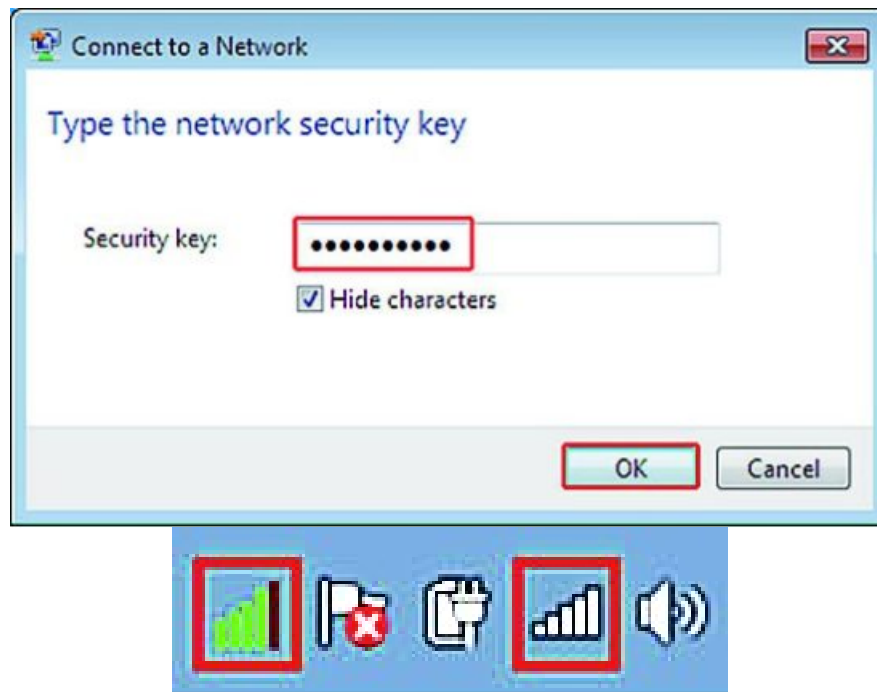 Connect to a Network
Type the network security key
Security key: ••••••••••
Hide characters
OK Cancel